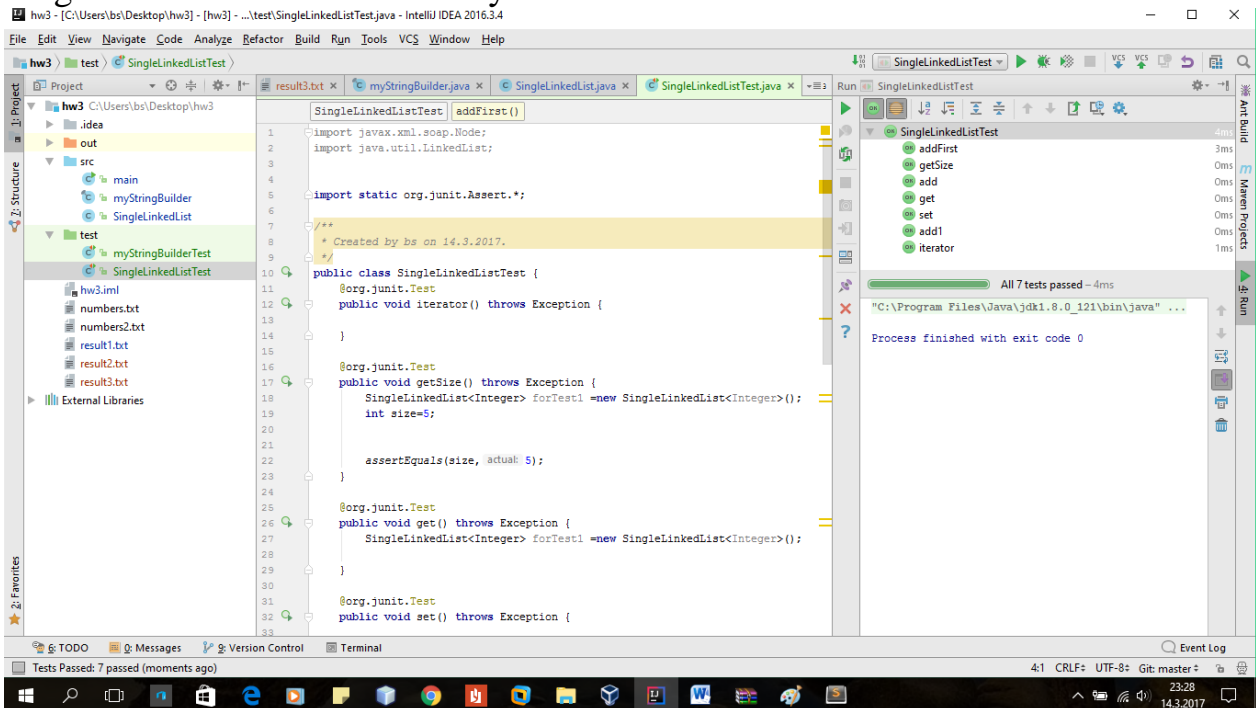 hw3 - [C:\Users\bs\Desktop\hw3] - [hw3] - ...\test\SingleLinkedListTest.java - IntelliJ IDEA 2016.3.4
File Edit View Navigate Code Analyze Refactor Build Run Tools VCS Window Help
hw3 test SingleLinkedListTest
SingleLinkedListTest
VCS VCS
Project
result3.txt myStringBuilder.java SingleLinkedList.java SingleLinkedListTest.java
Run SingleLinkedListTest
1: Project
7: Structure
2: Favorites
hw3 C:\Users\bs\Desktop\hw3
.idea
out
src
main
myStringBuilder
SingleLinkedList
test
myStringBuilderTest
SingleLinkedListTest
hw3.iml
numbers.txt
numbers2.txt
result1.txt
result2.txt
result3.txt
External Libraries
SingleLinkedListTest addFirst()
1 import javax.xml.soap.Node;
2 import java.util.LinkedList;
3
4
5 import static org.junit.Assert.*;
6
7 /**
8 * Created by bs on 14.3.2017.
9 */
10 public class SingleLinkedListTest {
11 @org.junit.Test
12 public void iterator() throws Exception {
13
14 }
15
16 @org.junit.Test
17 public void getSize() throws Exception {
18 SingleLinkedList<Integer> forTest1 =new SingleLinkedList<Integer>();
19 int size=5;
20
21
22 assertEquals(size, actual: 5);
23 }
24
25 @org.junit.Test
26 public void get() throws Exception {
27 SingleLinkedList<Integer> forTest1 =new SingleLinkedList<Integer>();
28
29 }
30
31 @org.junit.Test
32 public void set() throws Exception {
33
SingleLinkedListTest 4ms
addFirst 3ms
getSize 0ms
add 0ms
get 0ms
set 0ms
add1 0ms
iterator 1ms
All 7 tests passed – 4ms
"C:\Program Files\Java\jdk1.8.0_121\bin\java" ...
Process finished with exit code 0
Ant Build
Maven Projects
4: Run
6: TODO 0: Messages 9: Version Control Terminal Event Log
Tests Passed: 7 passed (moments ago) 4:1 CRLF UTF-8 Git: master
23:28
14.3.2017